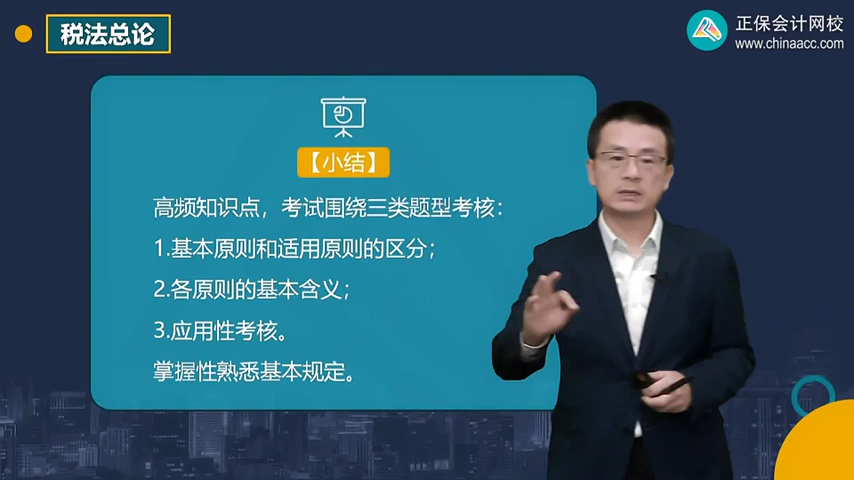 税法总论
正保会计网校
www.chinaacc.com
【小结】
高频知识点，考试围绕三类题型考核：
1.基本原则和适用原则的区分；
2.各原则的基本含义；
3.应用性考核。
掌握性熟悉基本规定。